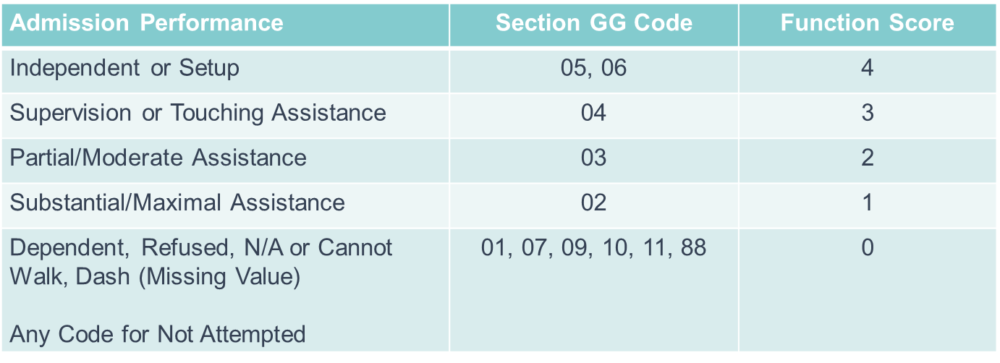 Admission Performance Section GG Code Function Score
Independent or Setup 05, 06 4
Supervision or Touching Assistance 04 3
Partial/Moderate Assistance 03 2
Substantial/Maximal Assistance 02 1
Dependent, Refused, N/A or Cannot 01, 07, 09, 10, 11, 88 0
Walk, Dash (Missing Value)
Any Code for Not Attempted